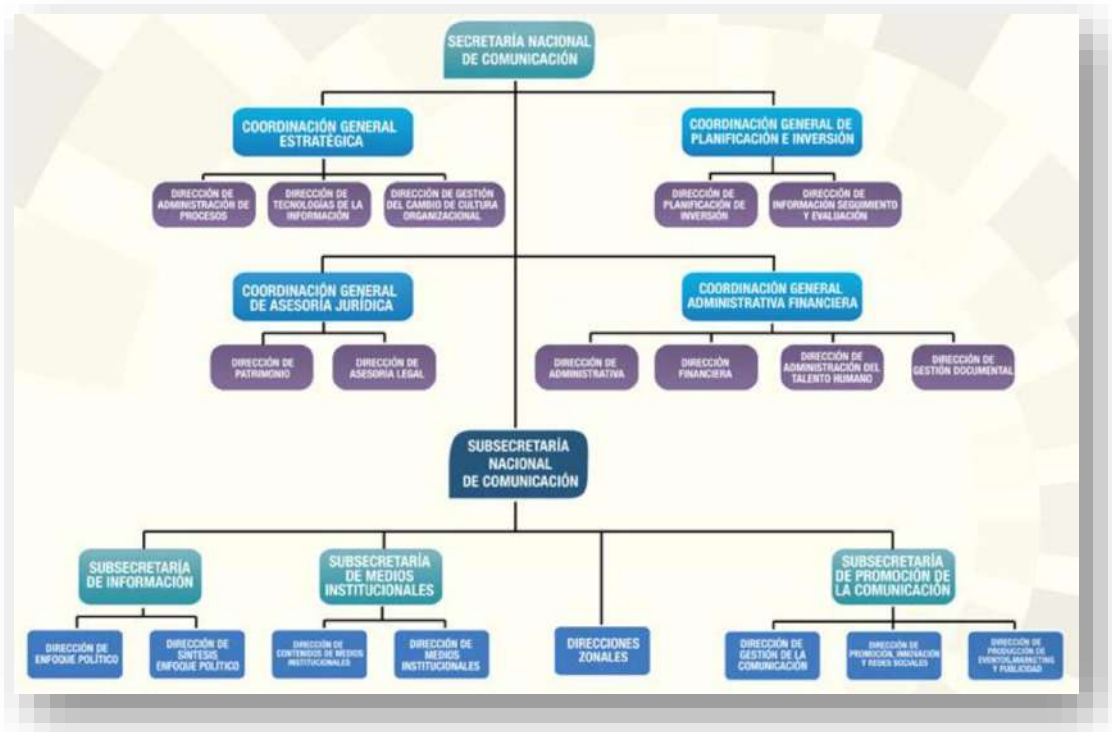 SECRETARÍA NACIONAL
DE COMUNICACIÓN
COORDINACIÓN GENERAL
ESTRATÉGICA
COORDINACIÓN GENERAL DE
PLANIFICACIÓN E INVERSIÓN
DIRECCIÓN DE
ADMINISTRACIÓN DE
PROCESOS
DIRECCIÓN DE
TECNOLOGÍAS DE LA
INFORMACIÓN
DIRECCIÓN DE GESTIÓN
DEL CAMBIO DE CULTURA
ORGANIZACIONAL
DIRECCIÓN DE
PLANIFICACIÓN DE
INVERSIÓN
DIRECCIÓN DE
INFORMACIÓN SEGUIMIENTO
Y EVALUACIÓN
COORDINACIÓN GENERAL
DE ASESORÍA JURÍDICA
COORDINACIÓN GENERAL
ADMINISTRATIVA FINANCIERA
DIRECCIÓN DE
PATRIMONIO
DIRECCIÓN DE
ASESORÍA LEGAL
DIRECCIÓN DE
ADMINISTRATIVA
DIRECCIÓN
FINANCIERA
DIRECCIÓN DE
ADMINISTRACIÓN DEL
TALENTO HUMANO
DIRECCIÓN DE
GESTIÓN DOCUMENTAL
SUBSECRETARÍA
NACIONAL
DE COMUNICACIÓN
SUBSECRETARÍA
DE INFORMACIÓN
SUBSECRETARÍA
DE MEDIOS
INSTITUCIONALES
SUBSECRETARÍA
DE PROMOCIÓN DE
LA COMUNICACIÓN
DIRECCIÓN DE
ENFOQUE POLÍTICO
DIRECCIÓN DE
SÍNTESIS
ENFOQUE POLÍTICO
DIRECCIÓN DE
CONTENIDOS DE MEDIOS
INSTITUCIONALES
DIRECCIÓN DE
MEDIOS
INSTITUCIONALES
DIRECCIONES
ZONALES
DIRECCIÓN DE
GESTIÓN DE LA
COMUNICACIÓN
DIRECCIÓN DE
PROMOCIÓN, INNOVACIÓN
Y REDES SOCIALES
DIRECCIÓN DE
PRODUCCIÓN DE
EVENTOS,MARKETING
Y PUBLICIDAD